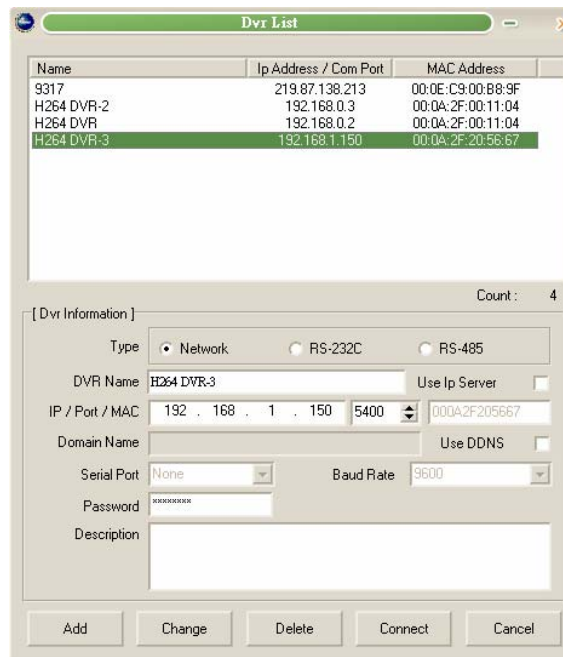 Dvr List
Name Ip Address / Com Port MAC Address
9317 219.87.138.213 00:0E:C9:00:B8:9F
H264 DVR-2 192.168.0.3 00:0A:2F:00:11:04
H264 DVR 192.168.0.2 00:0A:2F:00:11:04
H264 DVR-3 192.168.1.150 00:0A:2F:20:56:67
Count : 4
[ Dvr Information ]
Type Network RS-232C RS-485
DVR Name H264 DVR-3 Use Ip Server
IP / Port / MAC 192 . 168 . 1 . 150 5400 000A2F205667
Domain Name Use DDNS
Serial Port None Baud Rate 9600
Password ××××××××
Description
Add Change Delete Connect Cancel